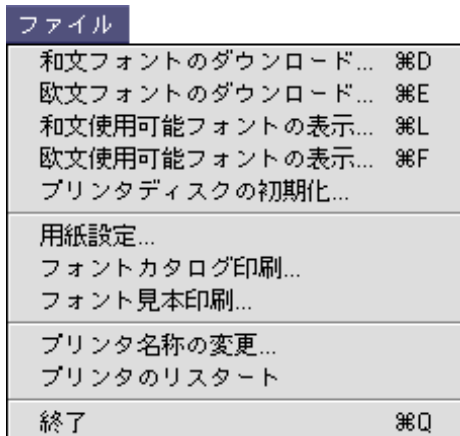 ファイル
和文フォントのダウンロード... ⌘D
欧文フォントのダウンロード... ⌘E
和文使用可能フォントの表示... ⌘L
欧文使用可能フォントの表示... ⌘F
プリンタディスクの初期化...
用紙設定...
フォントカタログ印刷...
フォント見本印刷...
プリンタ名称の変更...
プリンタのリスタート
終了 ⌘Q